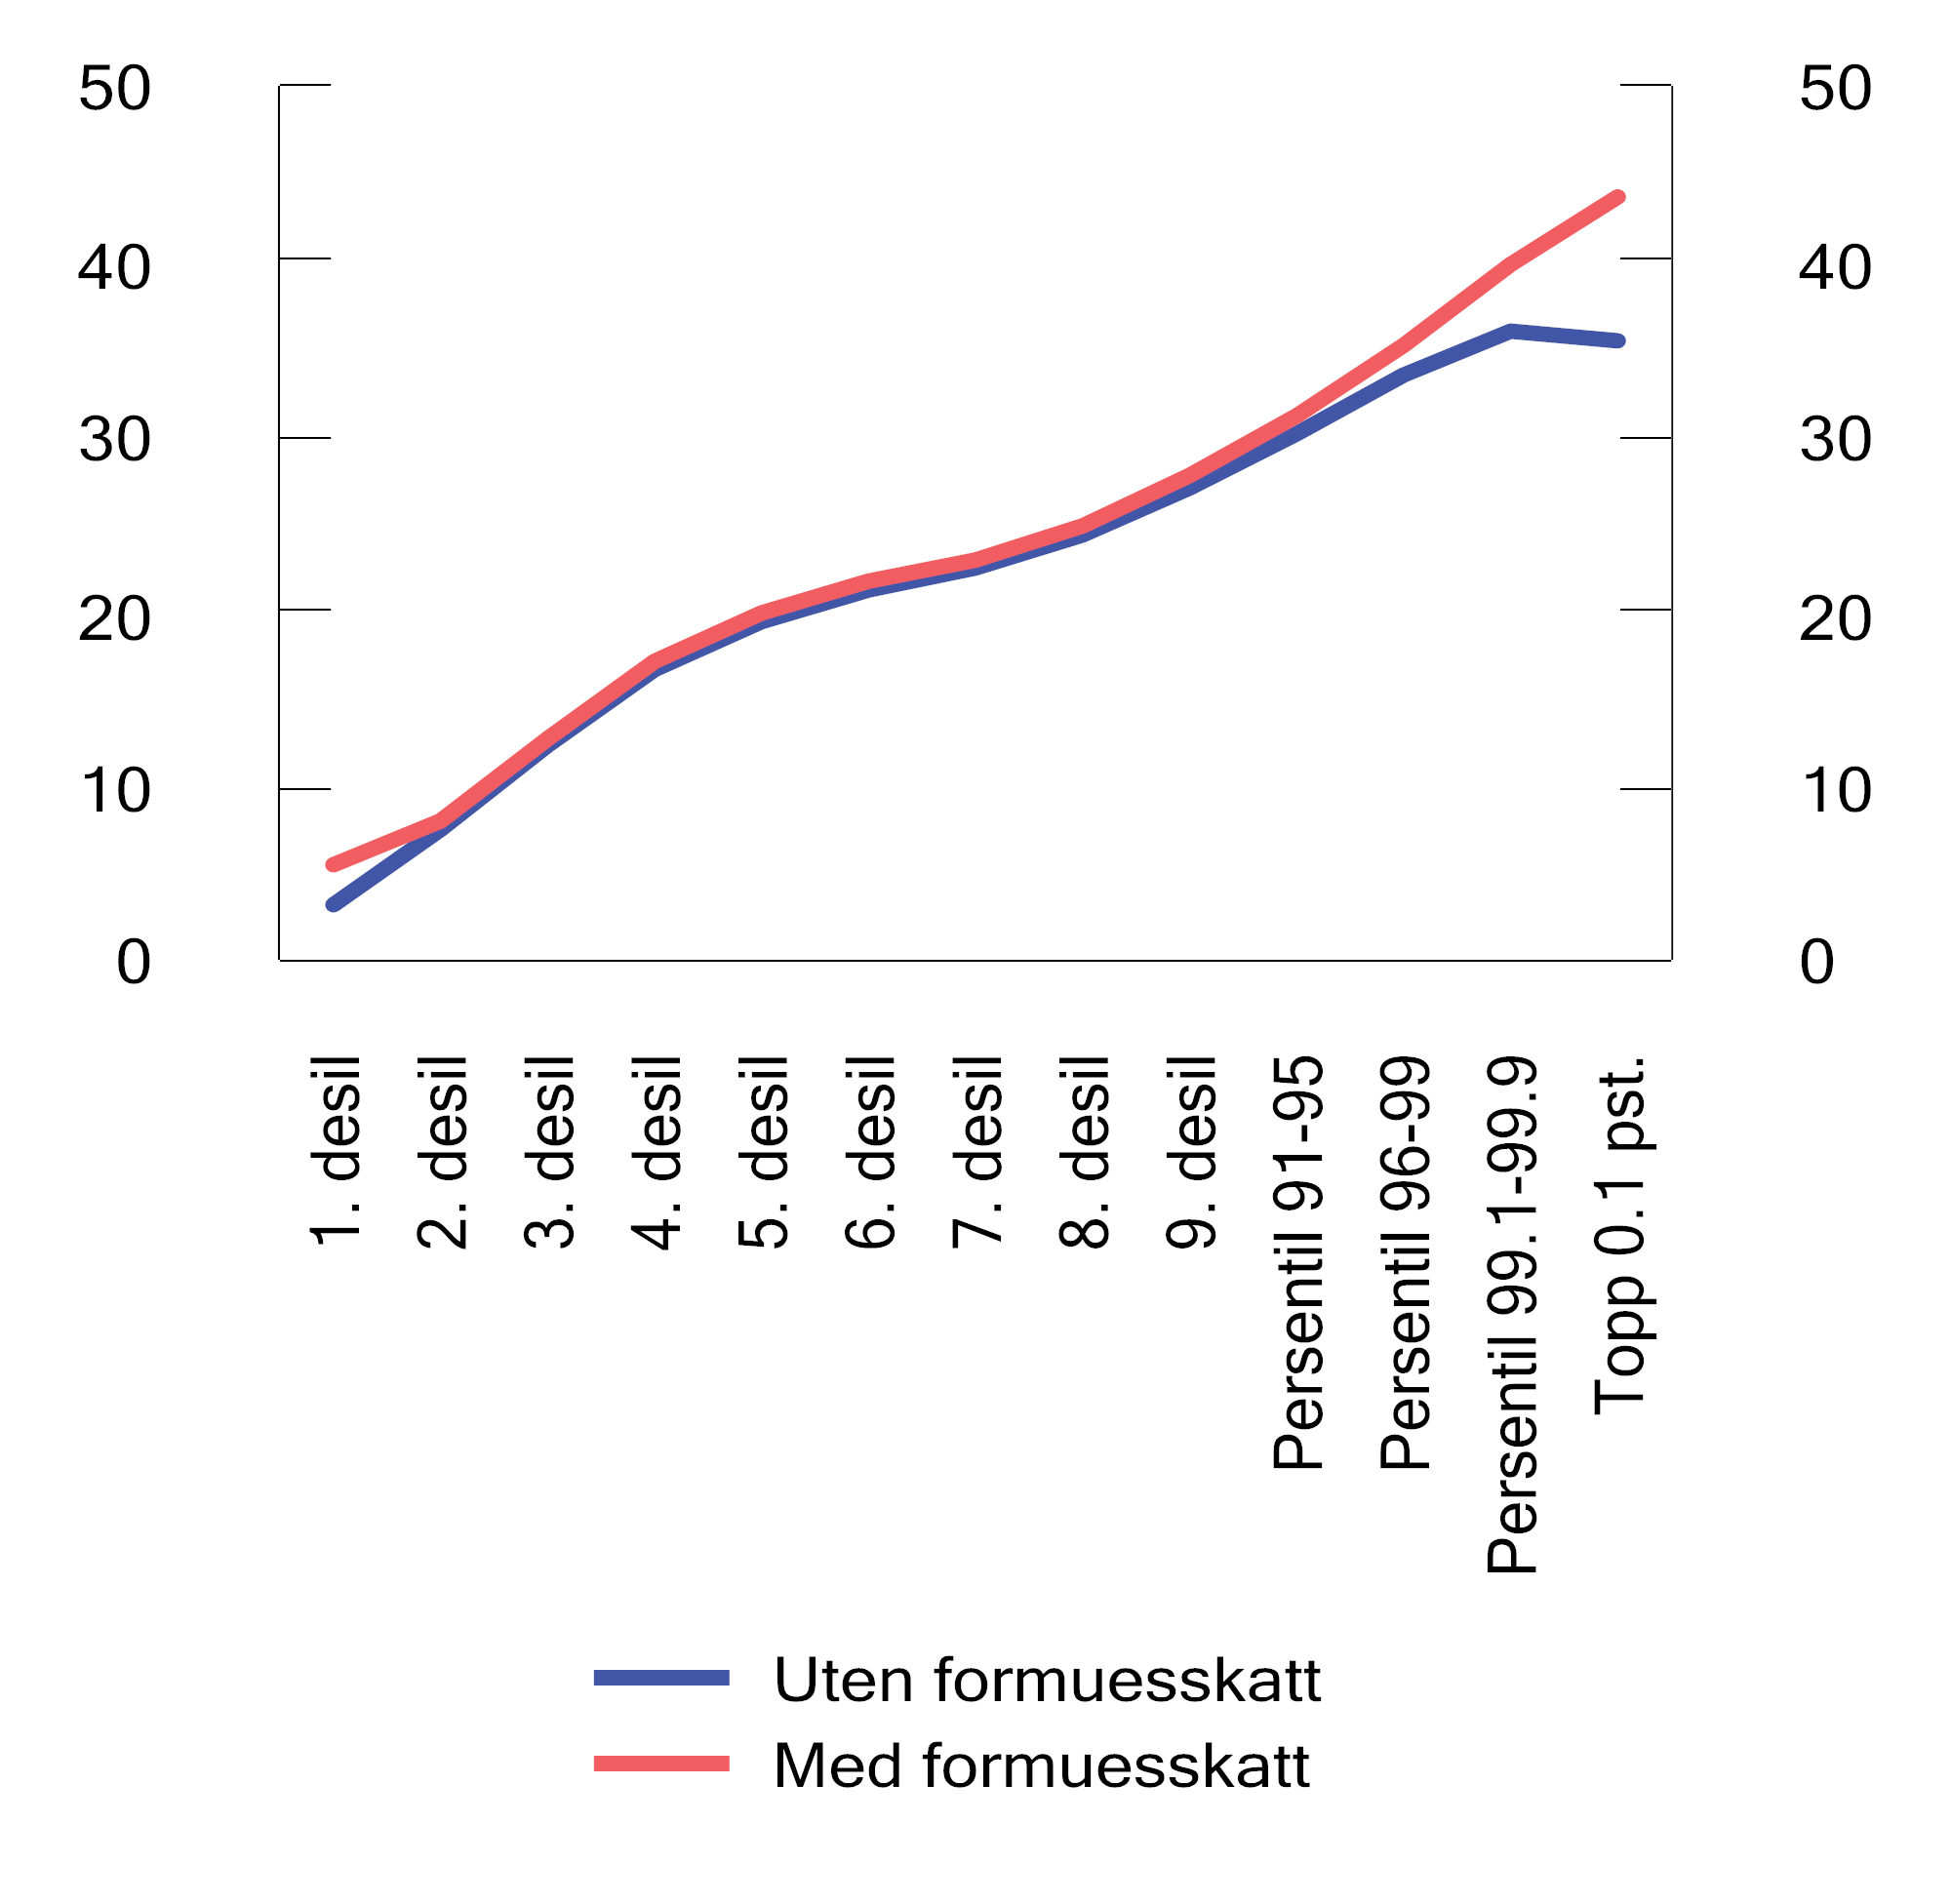 50
40
30
20
10
0
50
40
30
20
10
0
1. desil
2. desil
3. desil
4. desil
5. desil
6. desil
7. desil
8. desil
9. desil
Persentil 91-95
Persentil 96-99
Persentil 99.1-99.9
Topp 0.1 pst.
Uten formuesskatt
Med formuesskatt